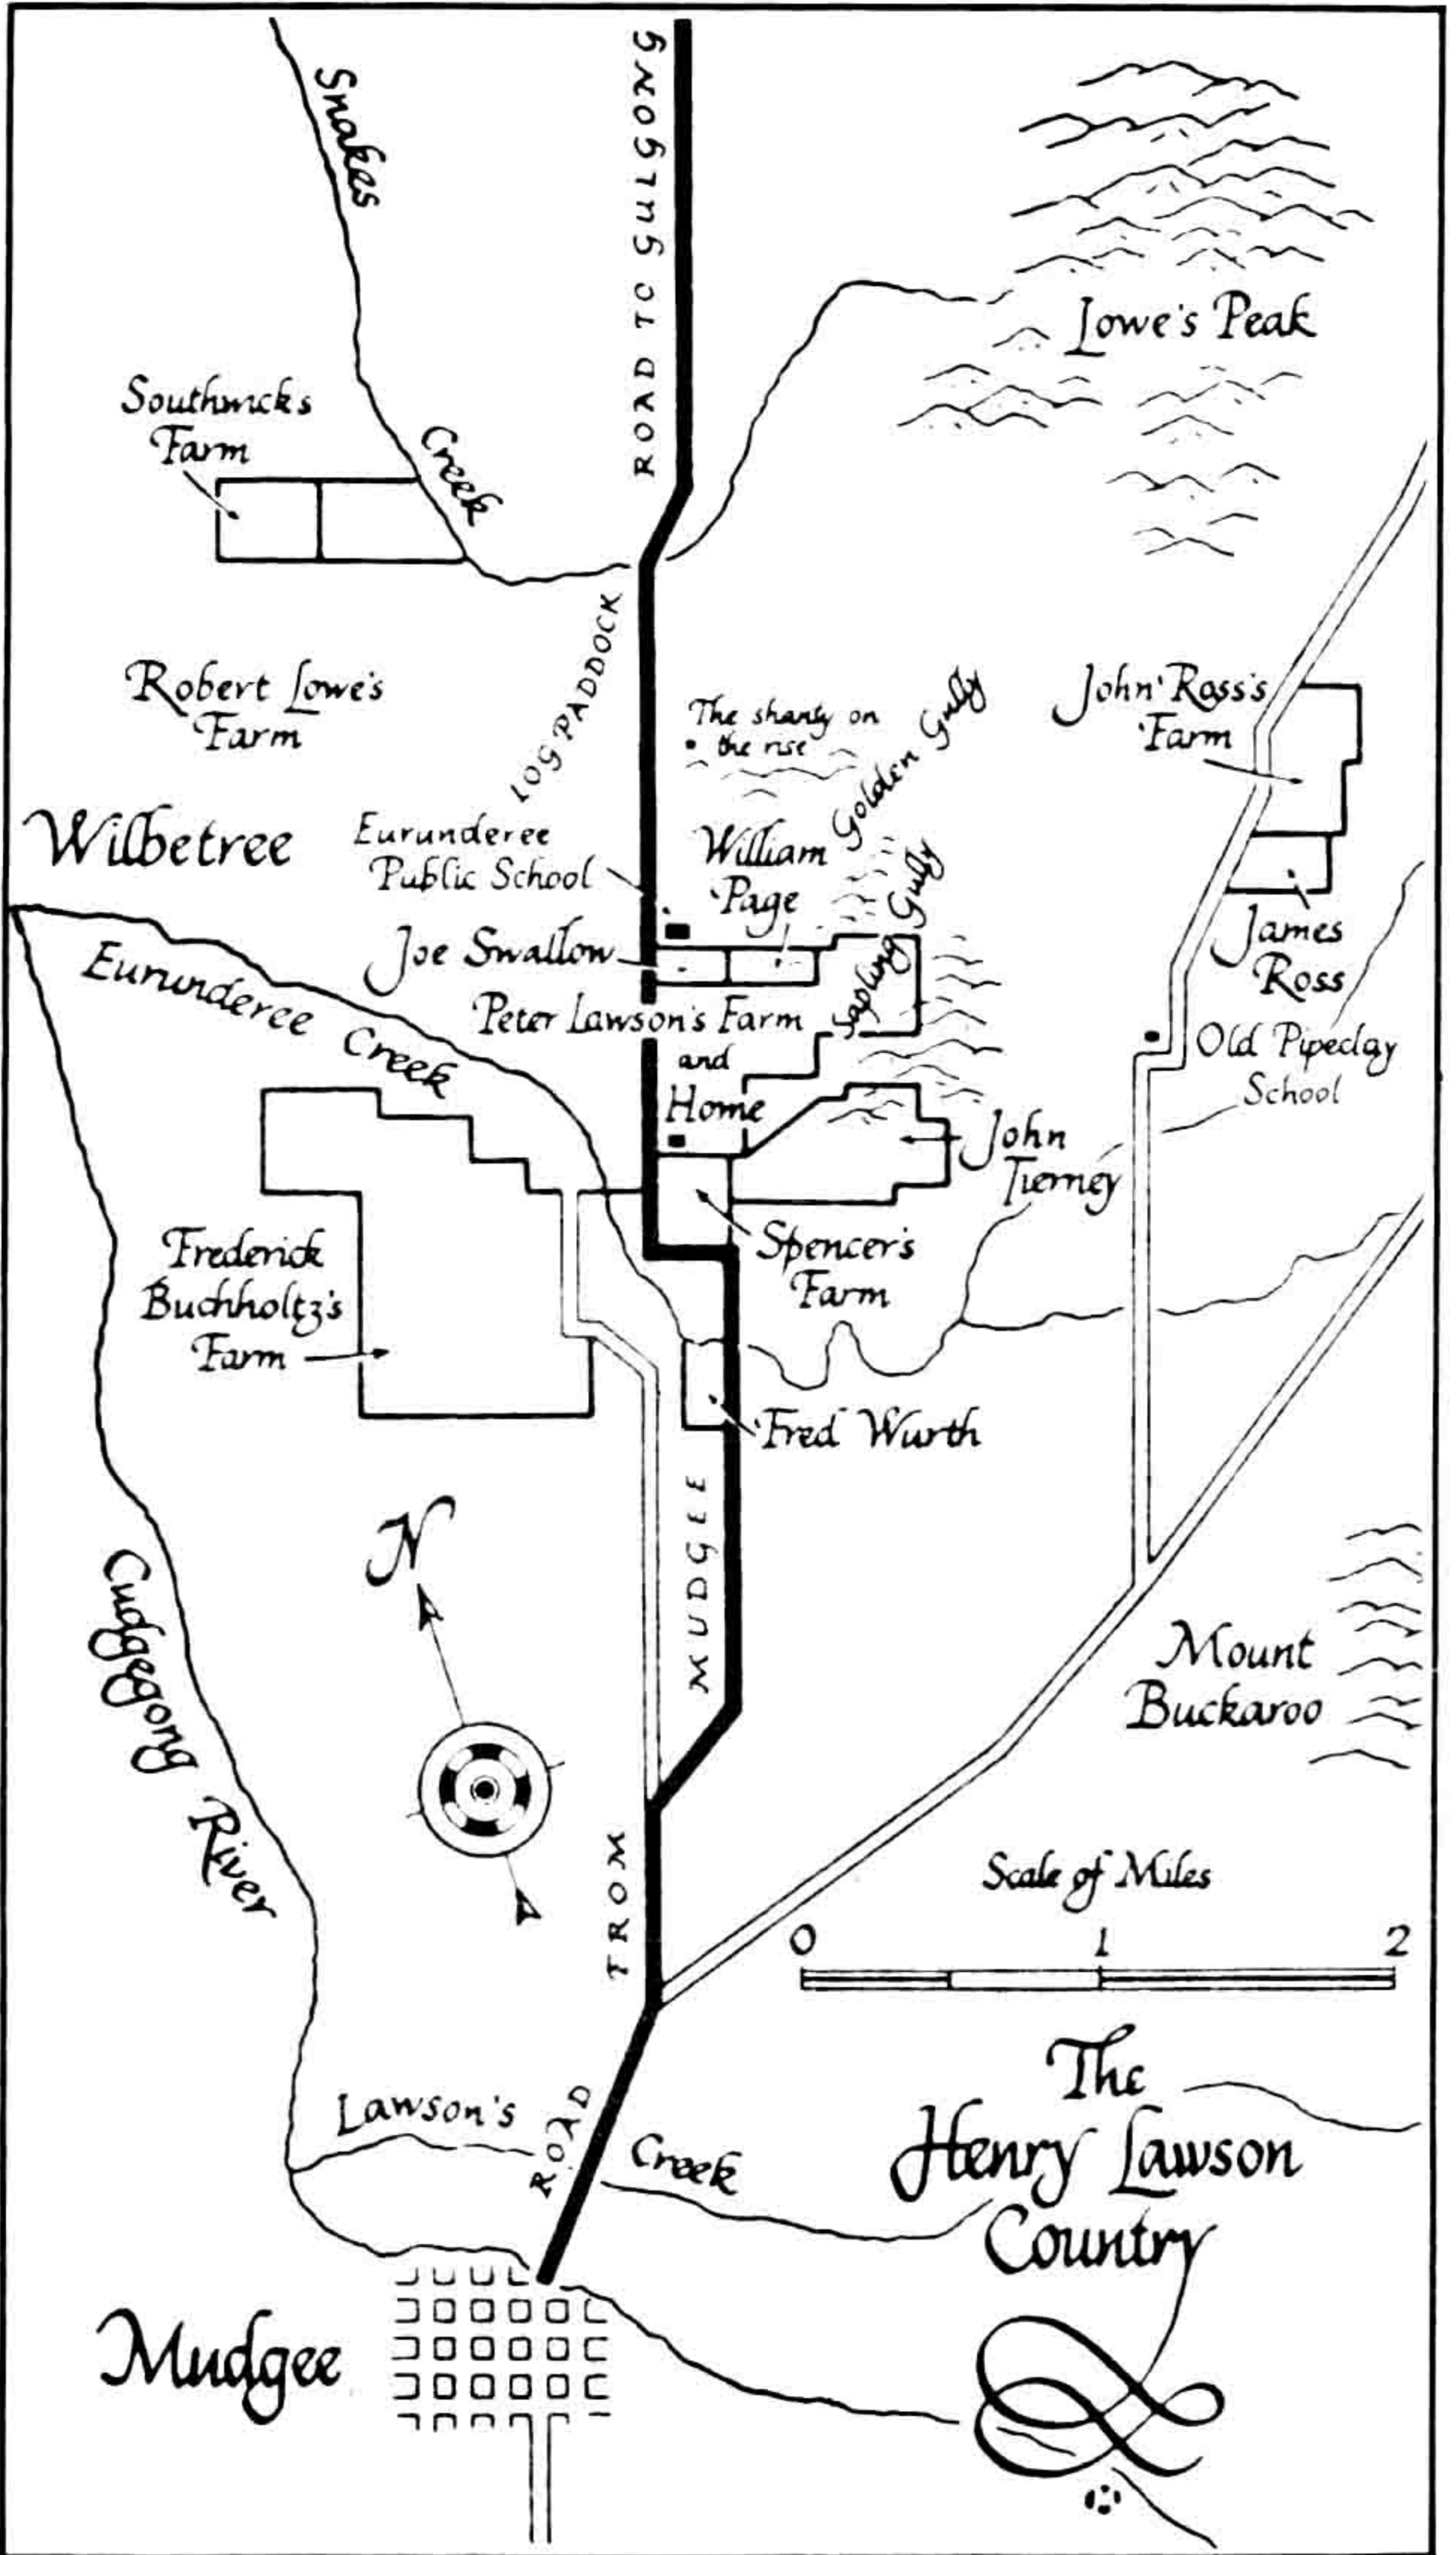 Snakes
Creek
ROAD TO GULGONG
Lowe's Peak
Southwicks
Farm
Robert Lowe's
Farm
LOG PADDOCK
The shanty on
the rise
Golden Gully
John Ross's
Farm
Wilbetree
Eurunderee
Public School
William
Page
Sapling Gully
James
Ross
Joe Swallow
Eurunderee Creek
Peter Lawson's Farm
and
Home
Old Pipeclay
School
John
Tierney
Spencer's
Farm
Frederick
Buchholtz's
Farm
Fred Wurth
N
MUDGEE
FROM
ROAD
Cudgegong
River
Mount
Buckaroo
Scale of Miles
0 1 2
Lawson's
Creek
The
Henry Lawson
Country
Mudgee